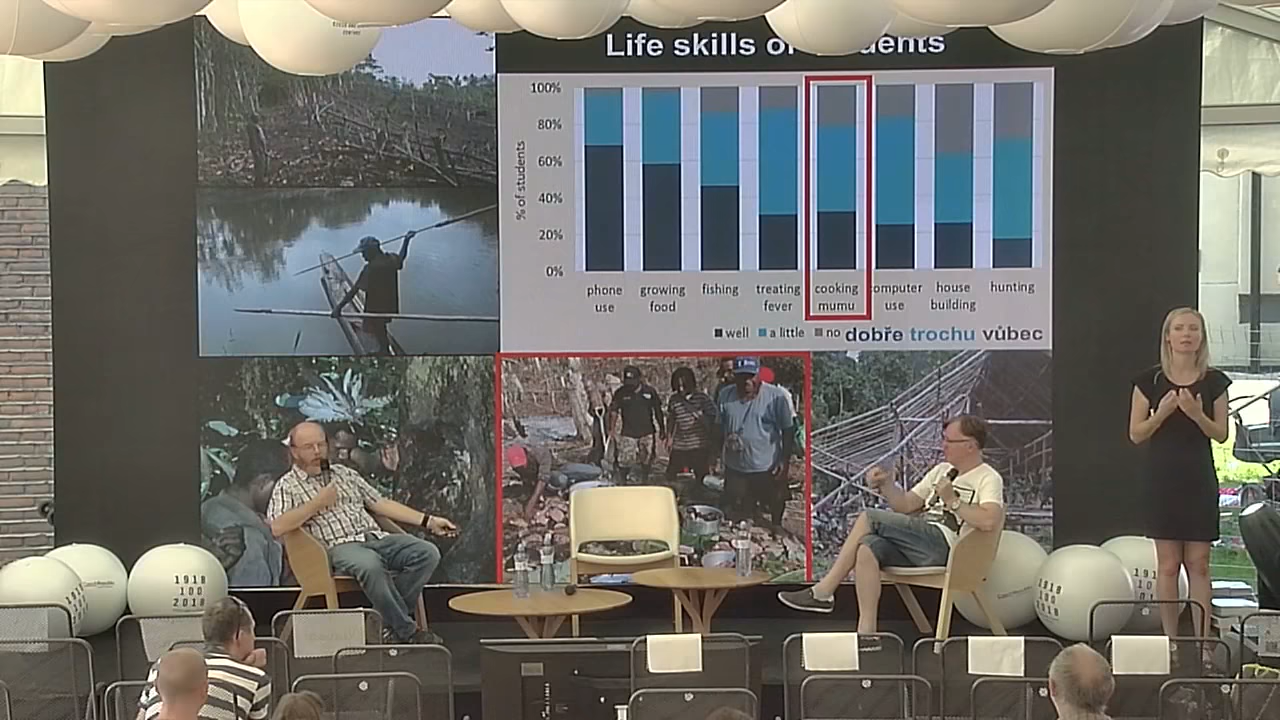 Life skills of
100%
80%
60%
40%
20%
0%
% of students
phone use
growing food
fishing
treating fever
cooking mumu
computer use
house building
hunting
well a little no dobře trochu vůbec
1918
100
2018